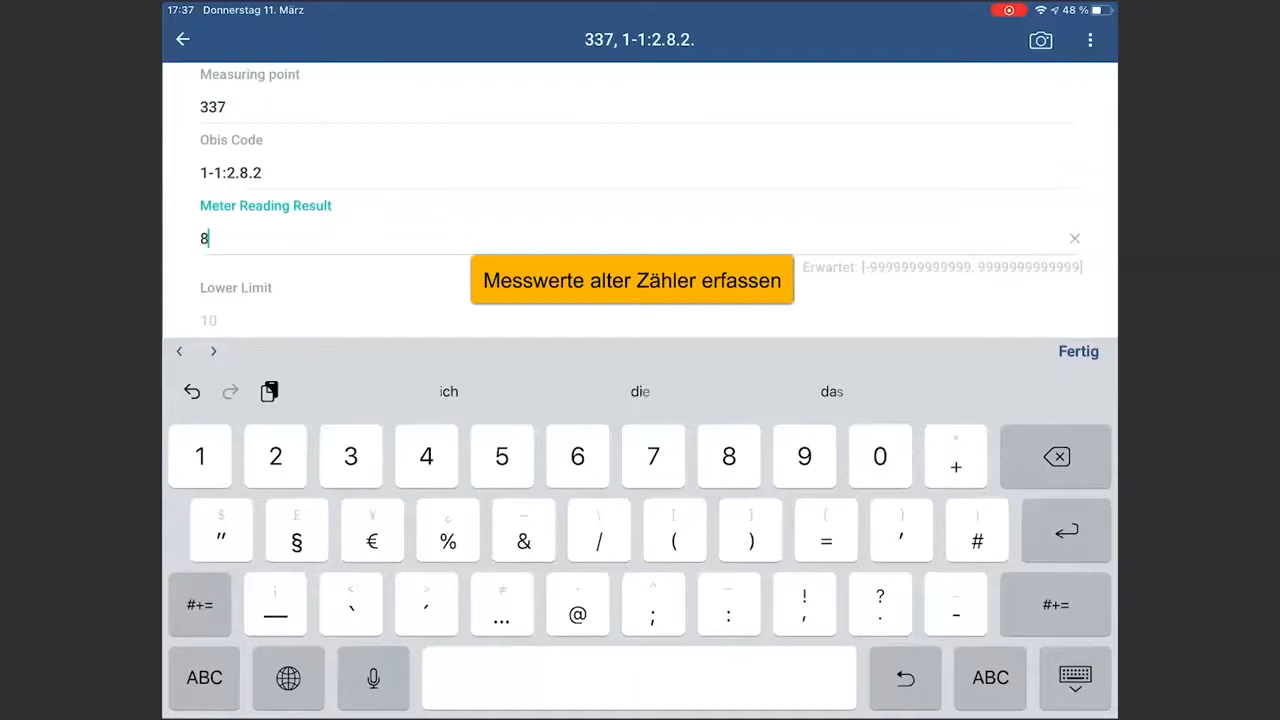 17:37 Donnerstag 11. März
48 %
337, 1-1:2.8.2.
Measuring point
337
Obis Code
1-1:2.8.2
Meter Reading Result
8
Erwartet: [-9999999999999. 9999999999999]
Messwerte alter Zähler erfassen
Lower Limit
10
Fertig
ich die das
1 2 3 4 5 6 7 8 9 0 * +
$ " £ § ¥ € ¿ % ~ & \ / [ ( ] ) { = } ' | #
#+= ¡ — < ` > ´ ≠ ... · @ ^ ; – : ! , ? . _ - #+=
ABC ABC